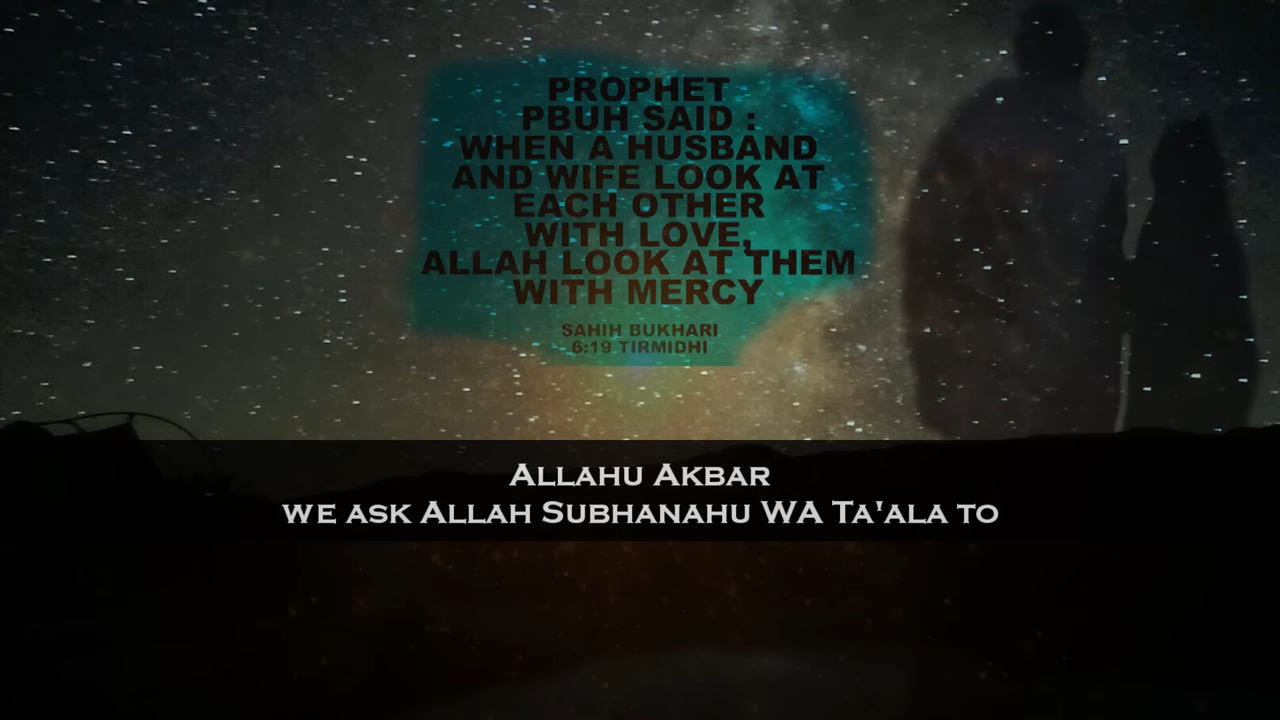 PROPHET
PBUH SAID :
WHEN A HUSBAND
AND WIFE LOOK AT
EACH OTHER
WITH LOVE,
ALLAH LOOK AT THEM
WITH MERCY
SAHIH BUKHARI
6:19 TIRMIDHI
ALLAHU AKBAR
WE ASK ALLAH SUBHANAHU WA TA'ALA TO